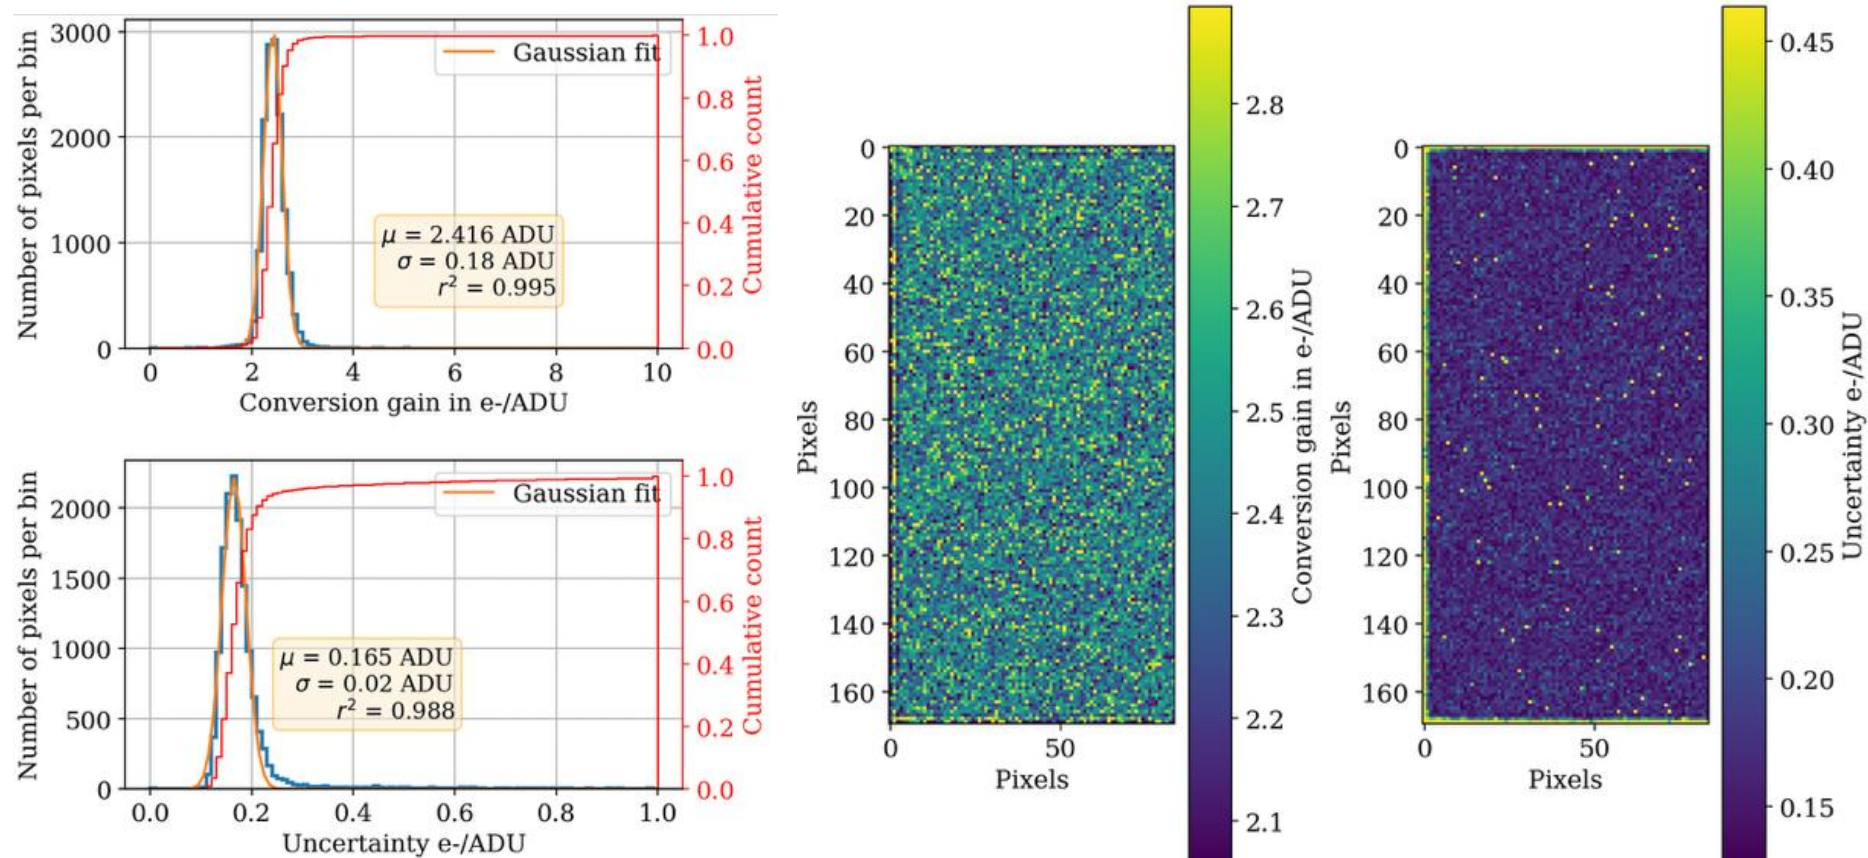 Number of pixels per bin
3000
2000
1000
0
Gaussian fit
μ = 2.416 ADU
σ = 0.18 ADU
r² = 0.995
1.0
0.8
0.6
0.4
0.2
0.0
Cumulative count
0 2 4 6 8 10
Conversion gain in e-/ADU
Number of pixels per bin
2000
1500
1000
500
0
Gaussian fit
μ = 0.165 ADU
σ = 0.02 ADU
r² = 0.988
1.0
0.8
0.6
0.4
0.2
0.0
Cumulative count
0.0 0.2 0.4 0.6 0.8 1.0
Uncertainty e-/ADU
Pixels
0
20
40
60
80
100
120
140
160
0 50
Pixels
2.8
2.7
2.6
2.5
2.4
2.3
2.2
2.1
Conversion gain in e-/ADU
Pixels
0
20
40
60
80
100
120
140
160
0 50
Pixels
0.45
0.40
0.35
0.30
0.25
0.20
0.15
Uncertainty e-/ADU